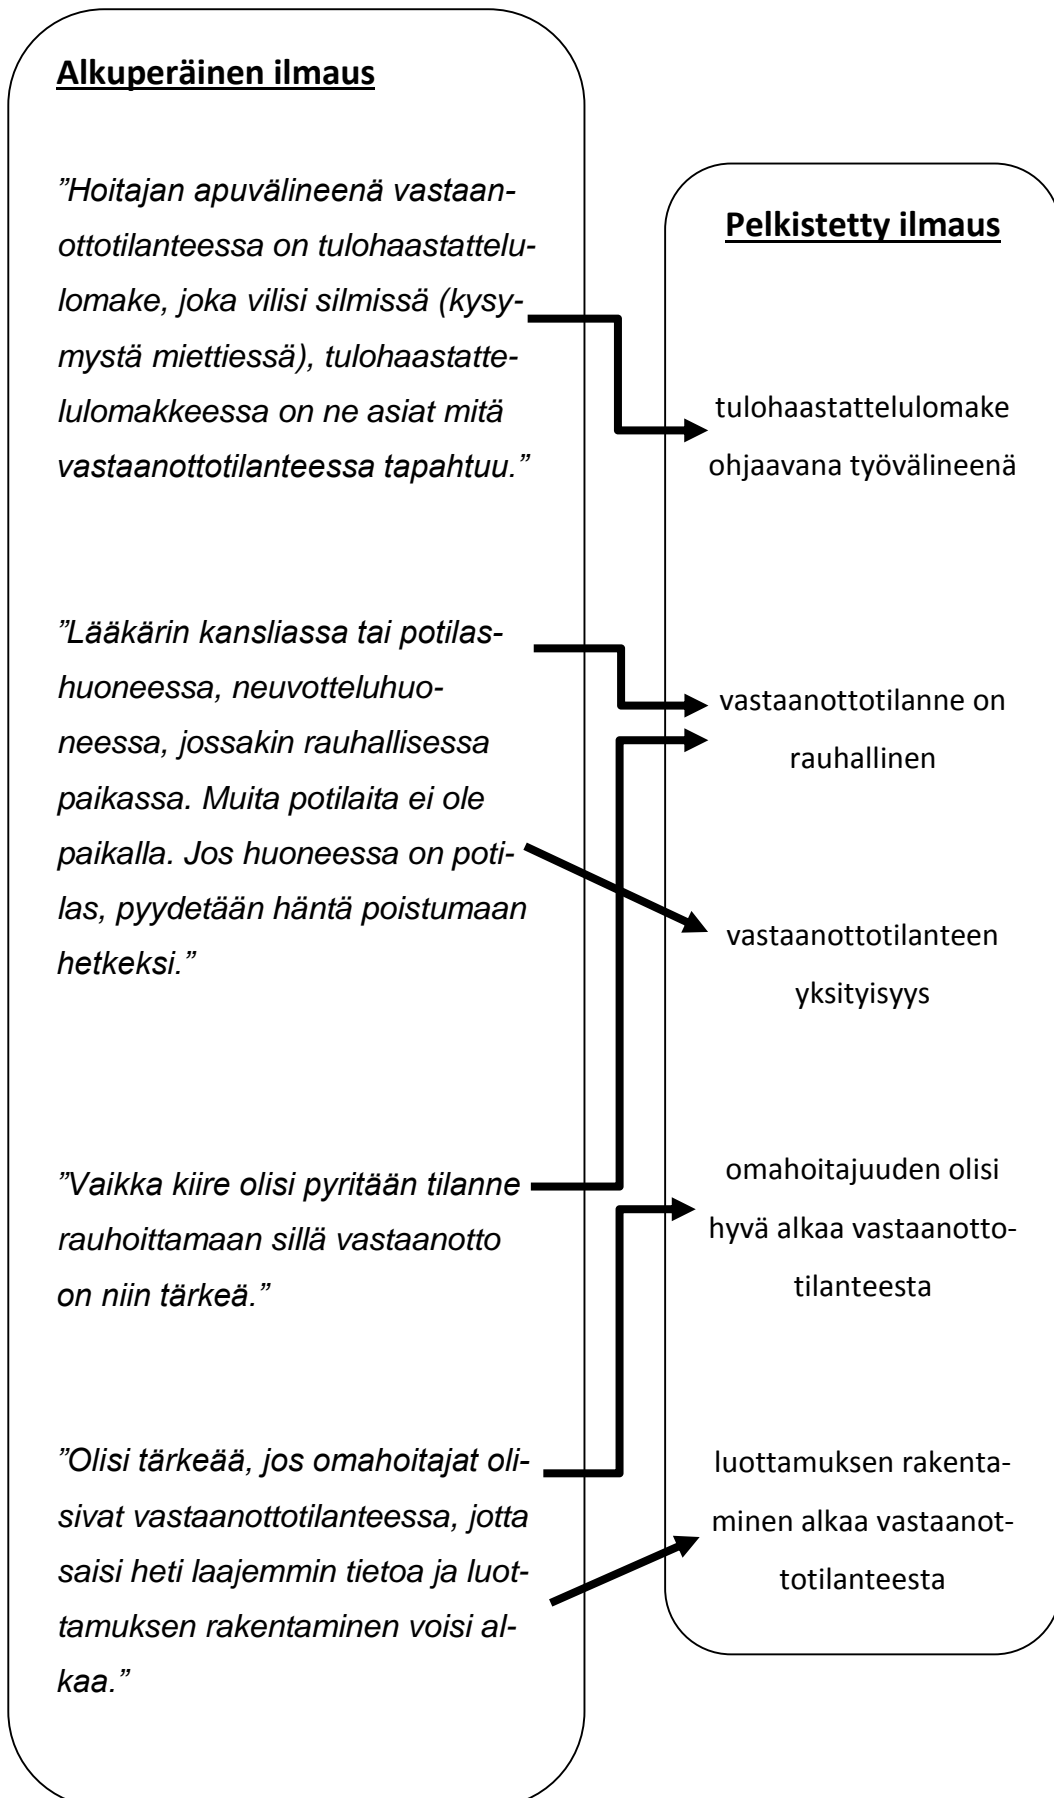 Alkuperäinen ilmaus
”Hoitajan apuvälineenä vastaan-
ottotilanteessa on tulohaastattelu-
lomake, joka vilisi silmissä (kysy-
mystä miettiessä), tulohaastatte-
lulomakkeessa on ne asiat mitä
vastaanottotilanteessa tapahtuu.”
”Lääkärin kansliassa tai potilas-
huoneessa, neuvotteluhuo-
neessa, jossakin rauhallisessa
paikassa. Muita potilaita ei ole
paikalla. Jos huoneessa on poti-
las, pyydetään häntä poistumaan
hetkeksi.”
”Vaikka kiire olisi pyritään tilanne
rauhoittamaan sillä vastaanotto
on niin tärkeä.”
”Olisi tärkeää, jos omahoitajat oli-
sivat vastaanottotilanteessa, jotta
saisi heti laajemmin tietoa ja luot-
tamuksen rakentaminen voisi al-
kaa.”
Pelkistetty ilmaus
tulohaastattelulomake
ohjaavana työvälineenä
vastaanottotilanne on
rauhallinen
vastaanottotilanteen
yksityisyys
omahoitajuuden olisi
hyvä alkaa vastaanotto-
tilanteesta
luottamuksen rakenta-
minen alkaa vastaanot-
totilanteesta